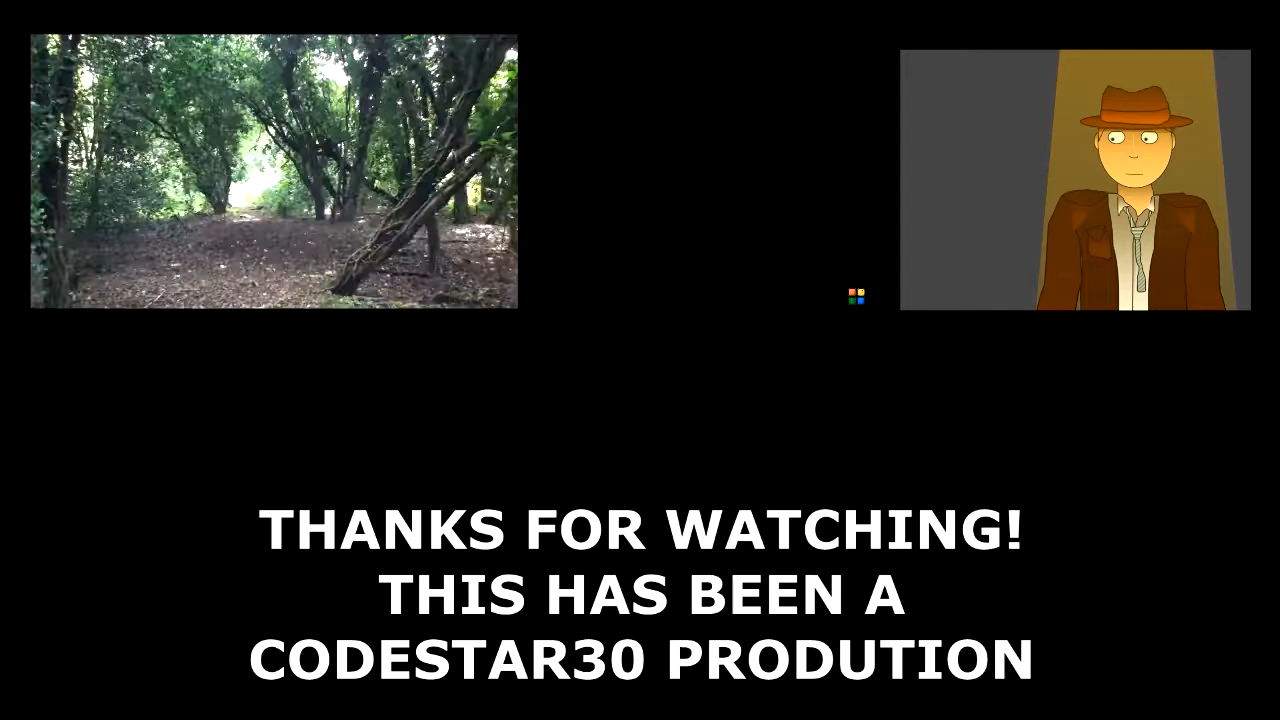 THANKS FOR WATCHING!
THIS HAS BEEN A
CODESTAR30 PRODUTION